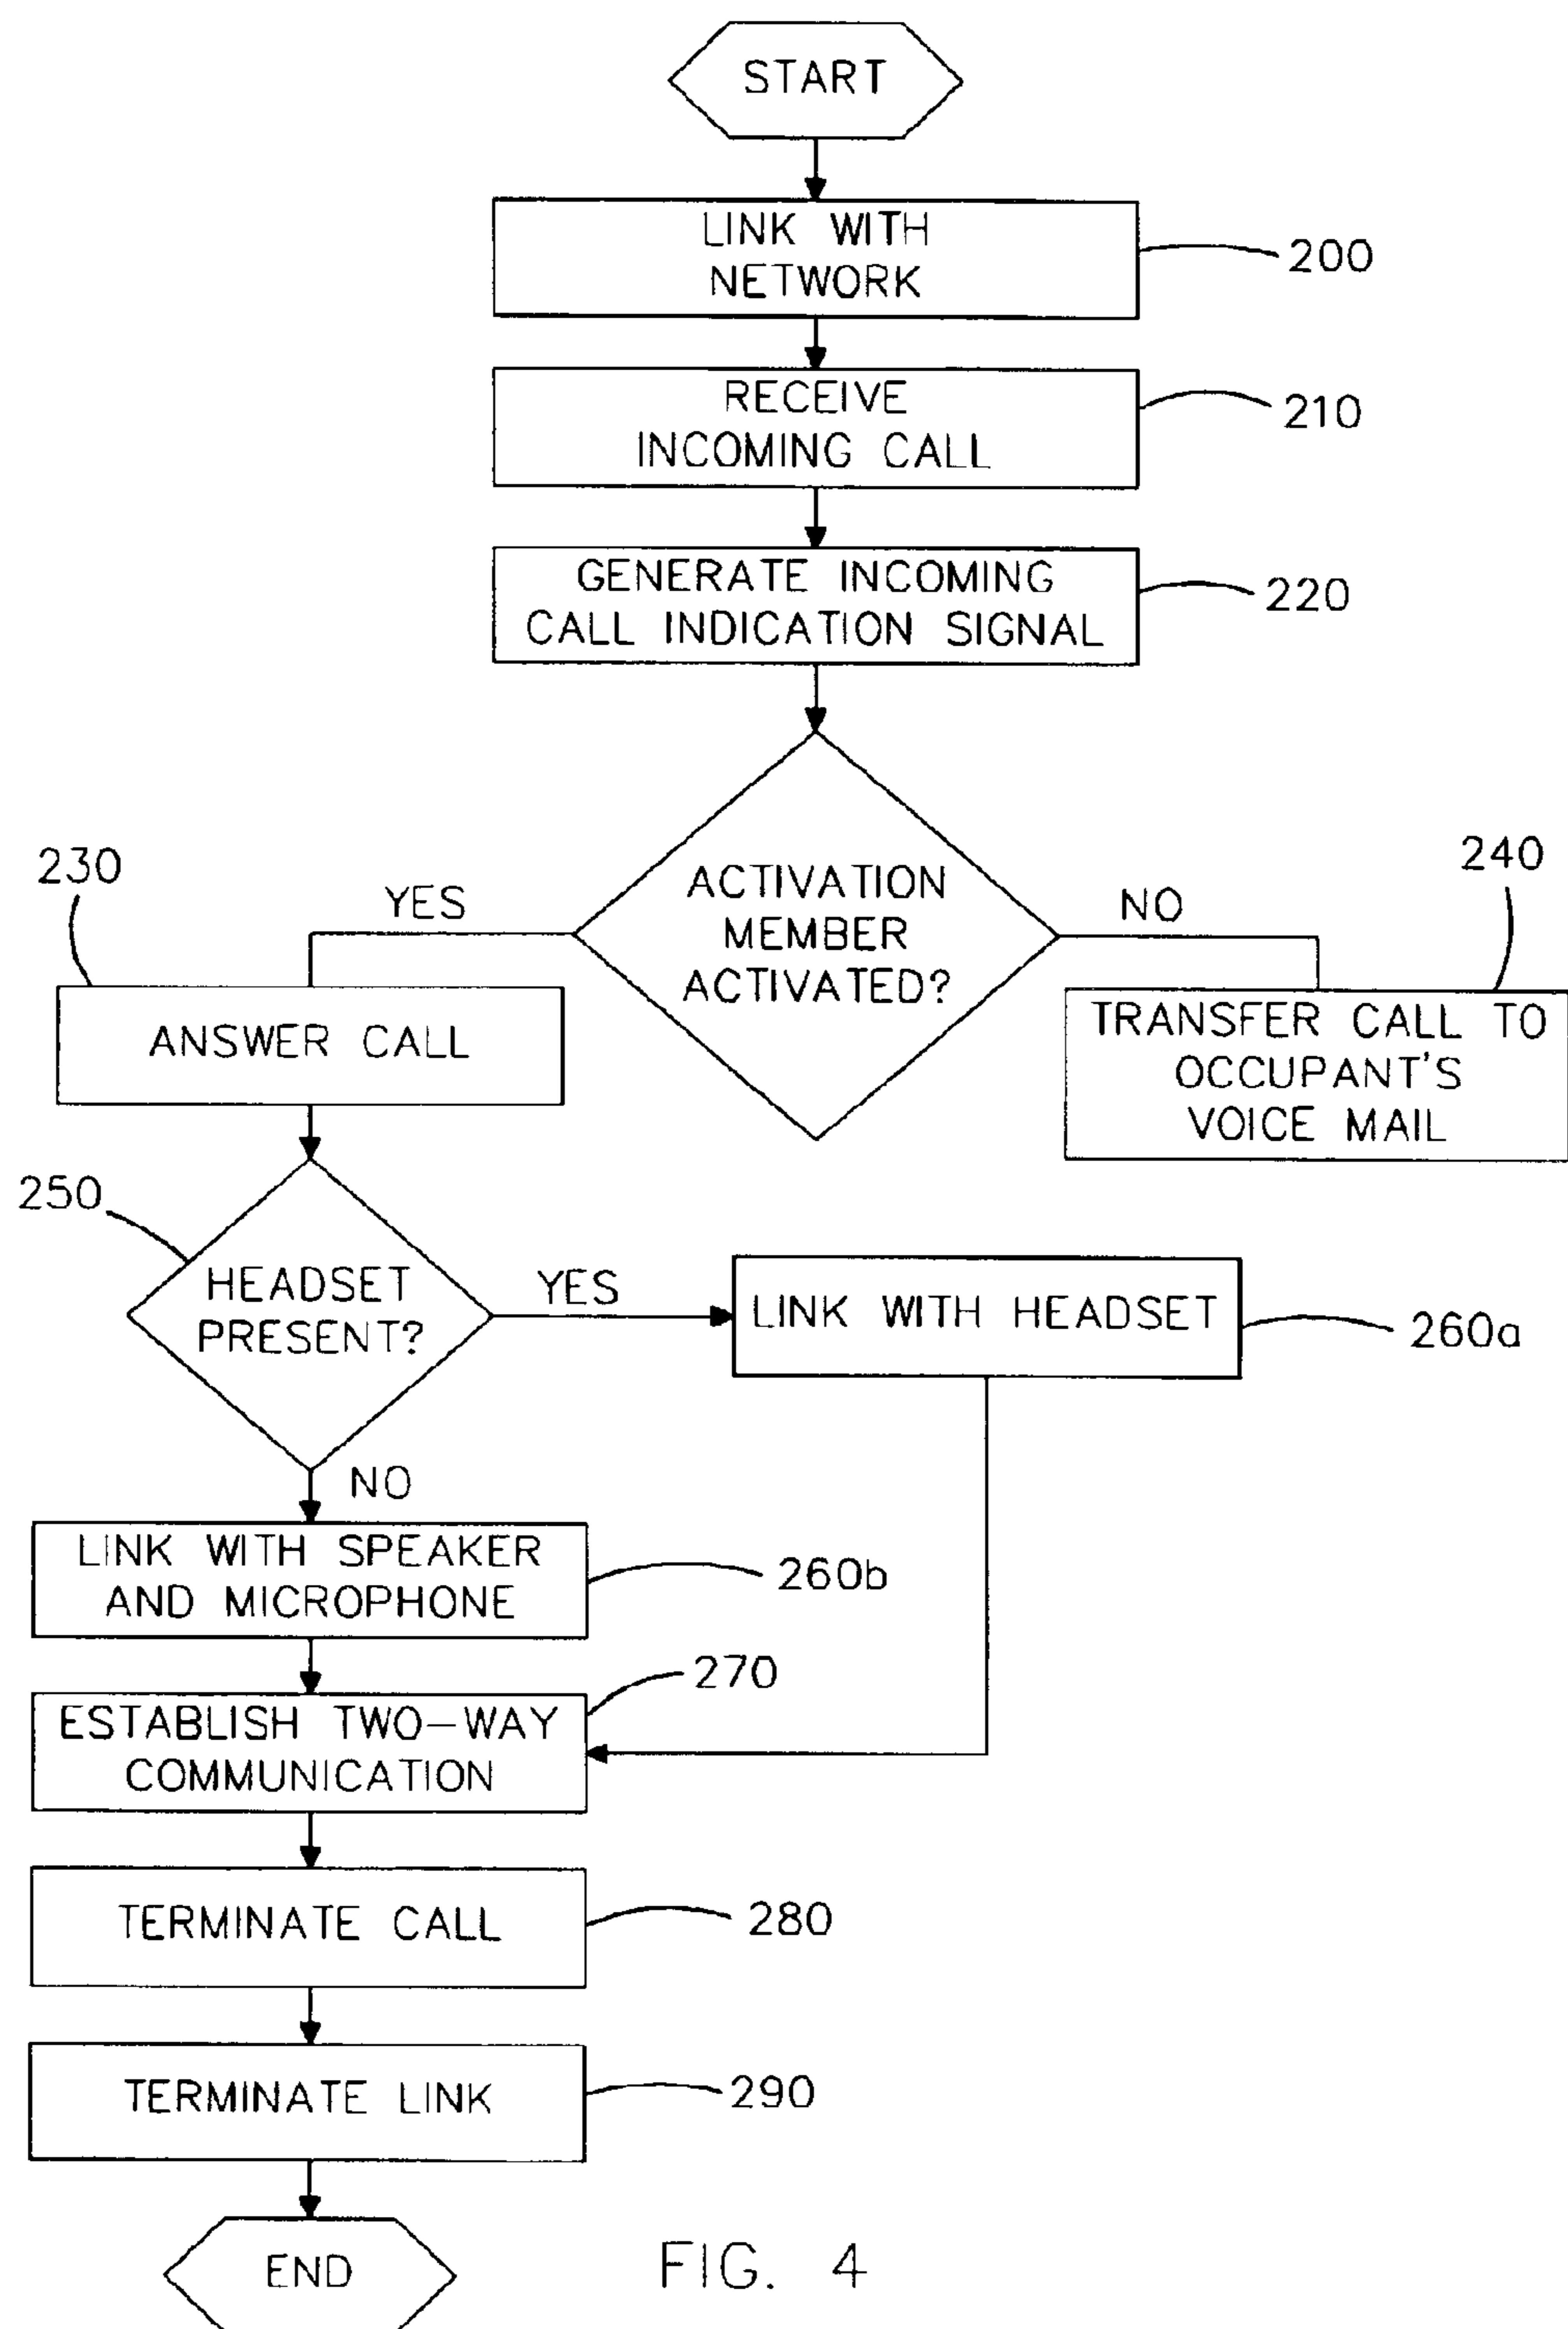 START
LINK WITH
NETWORK
200
RECEIVE
INCOMING CALL
210
GENERATE INCOMING
CALL INDICATION SIGNAL
220
ACTIVATION
MEMBER
ACTIVATED?
YES
NO
230
240
ANSWER CALL
TRANSFER CALL TO
OCCUPANT'S
VOICE MAIL
250
HEADSET
PRESENT?
YES
LINK WITH HEADSET
260a
NO
LINK WITH SPEAKER
AND MICROPHONE
260b
ESTABLISH TWO-WAY
COMMUNICATION
270
TERMINATE CALL
280
TERMINATE LINK
290
END
FIG. 4